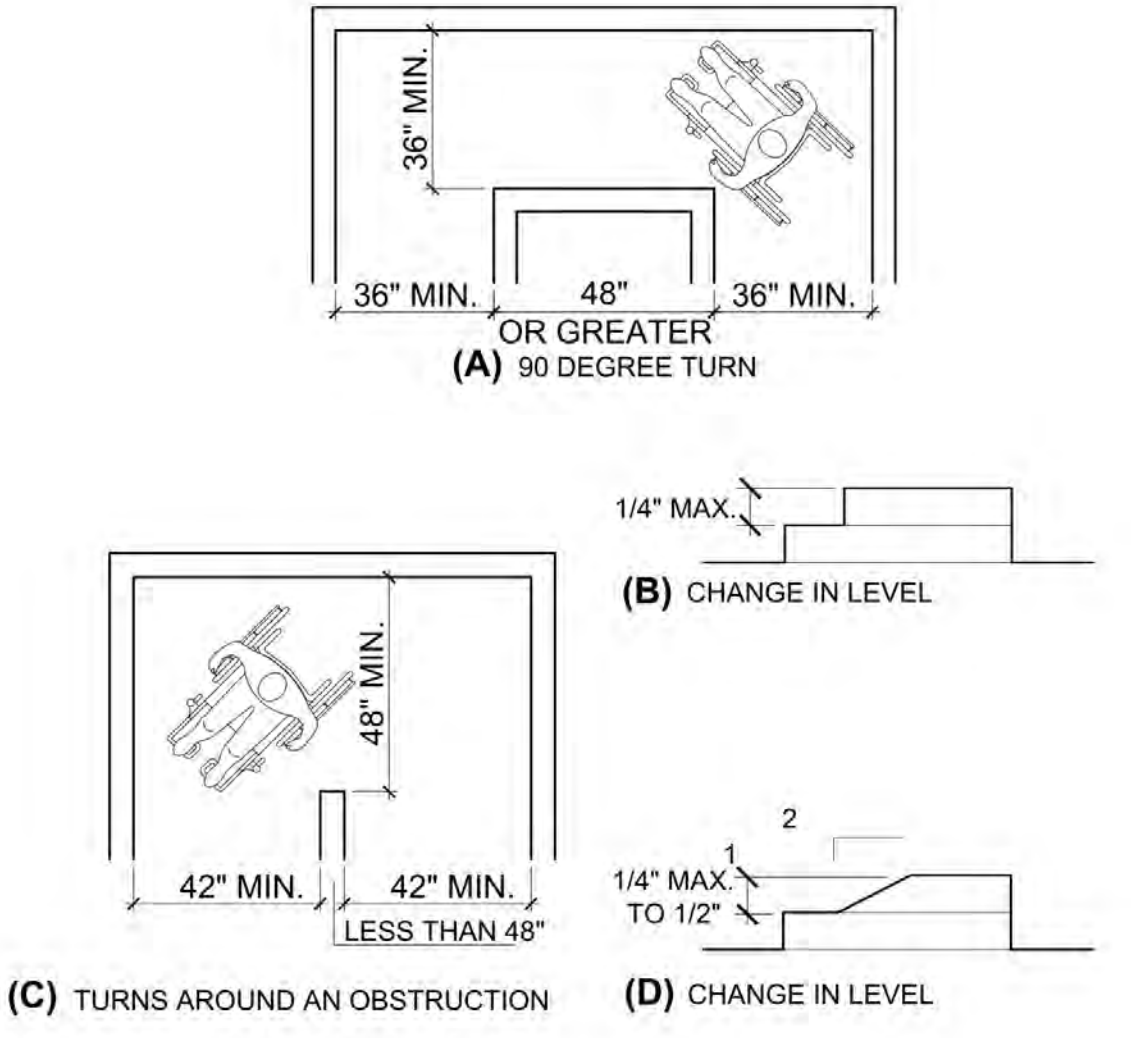 36" MIN.
36" MIN.
48"
36" MIN.
OR GREATER
(A) 90 DEGREE TURN
1/4" MAX.
(B) CHANGE IN LEVEL
48" MIN.
42" MIN.
42" MIN.
LESS THAN 48"
(C) TURNS AROUND AN OBSTRUCTION
2
1
1/4" MAX.
TO 1/2"
(D) CHANGE IN LEVEL